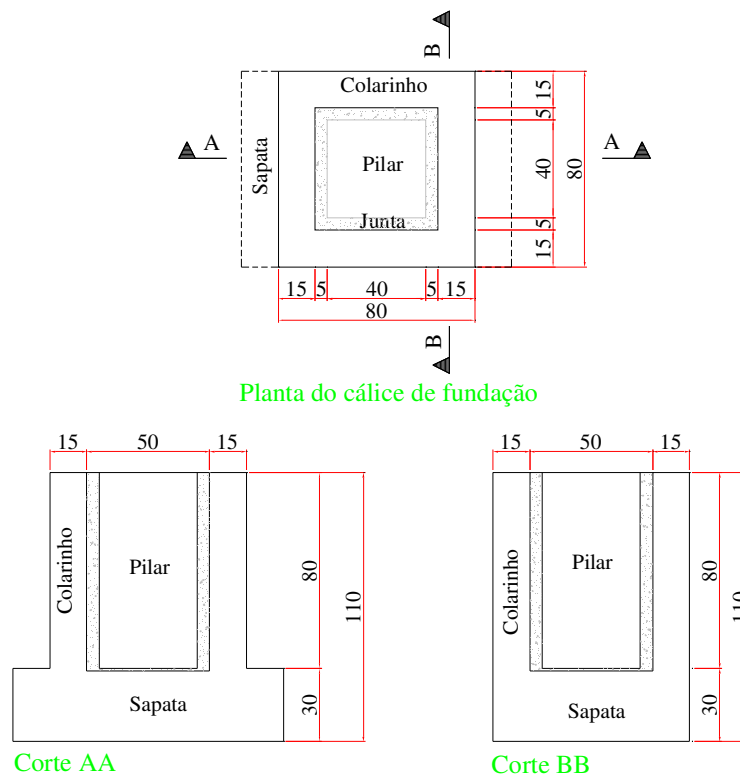 B
Colarinho
A
Sapata
Pilar
Junta
A
15
5
40
5
15
80
15 5 40 5 15
80
B
Planta do cálice de fundação
15 50 15
Colarinho
Pilar
Sapata
80
30
110
Corte AA
15 50 15
Colarinho
Pilar
Sapata
80
30
110
Corte BB